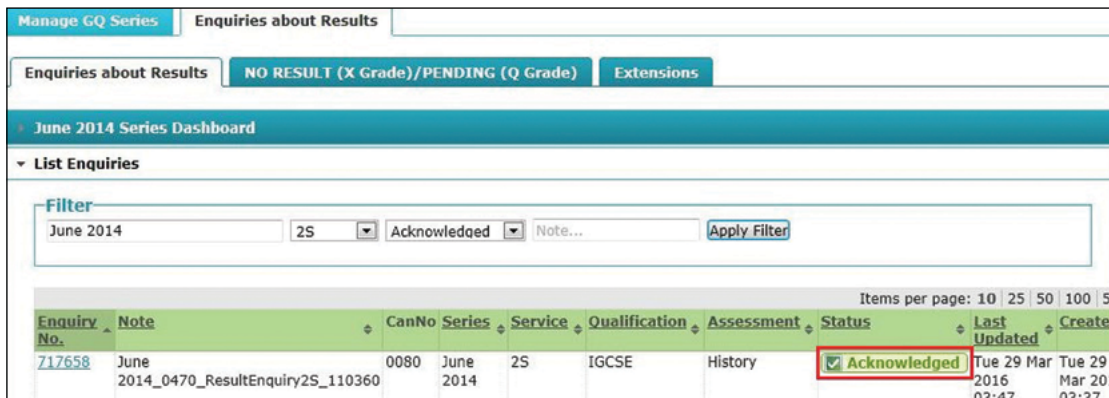 Manage GQ Series Enquiries about Results
Enquiries about Results NO RESULT (X Grade)/PENDING (Q Grade) Extensions
June 2014 Series Dashboard
List Enquiries
Filter
June 2014 2S Acknowledged Note... Apply Filter
Items per page: 10 25 50 100 5
Enquiry No. Note CanNo Series Service Qualification Assessment Status Last Updated Create
717658 June 0080 June 2S IGCSE History Acknowledged Tue 29 Mar Tue 29
2014_0470_ResultEnquiry2S_110360 2014 2016 Mar 20
03:47 03:37